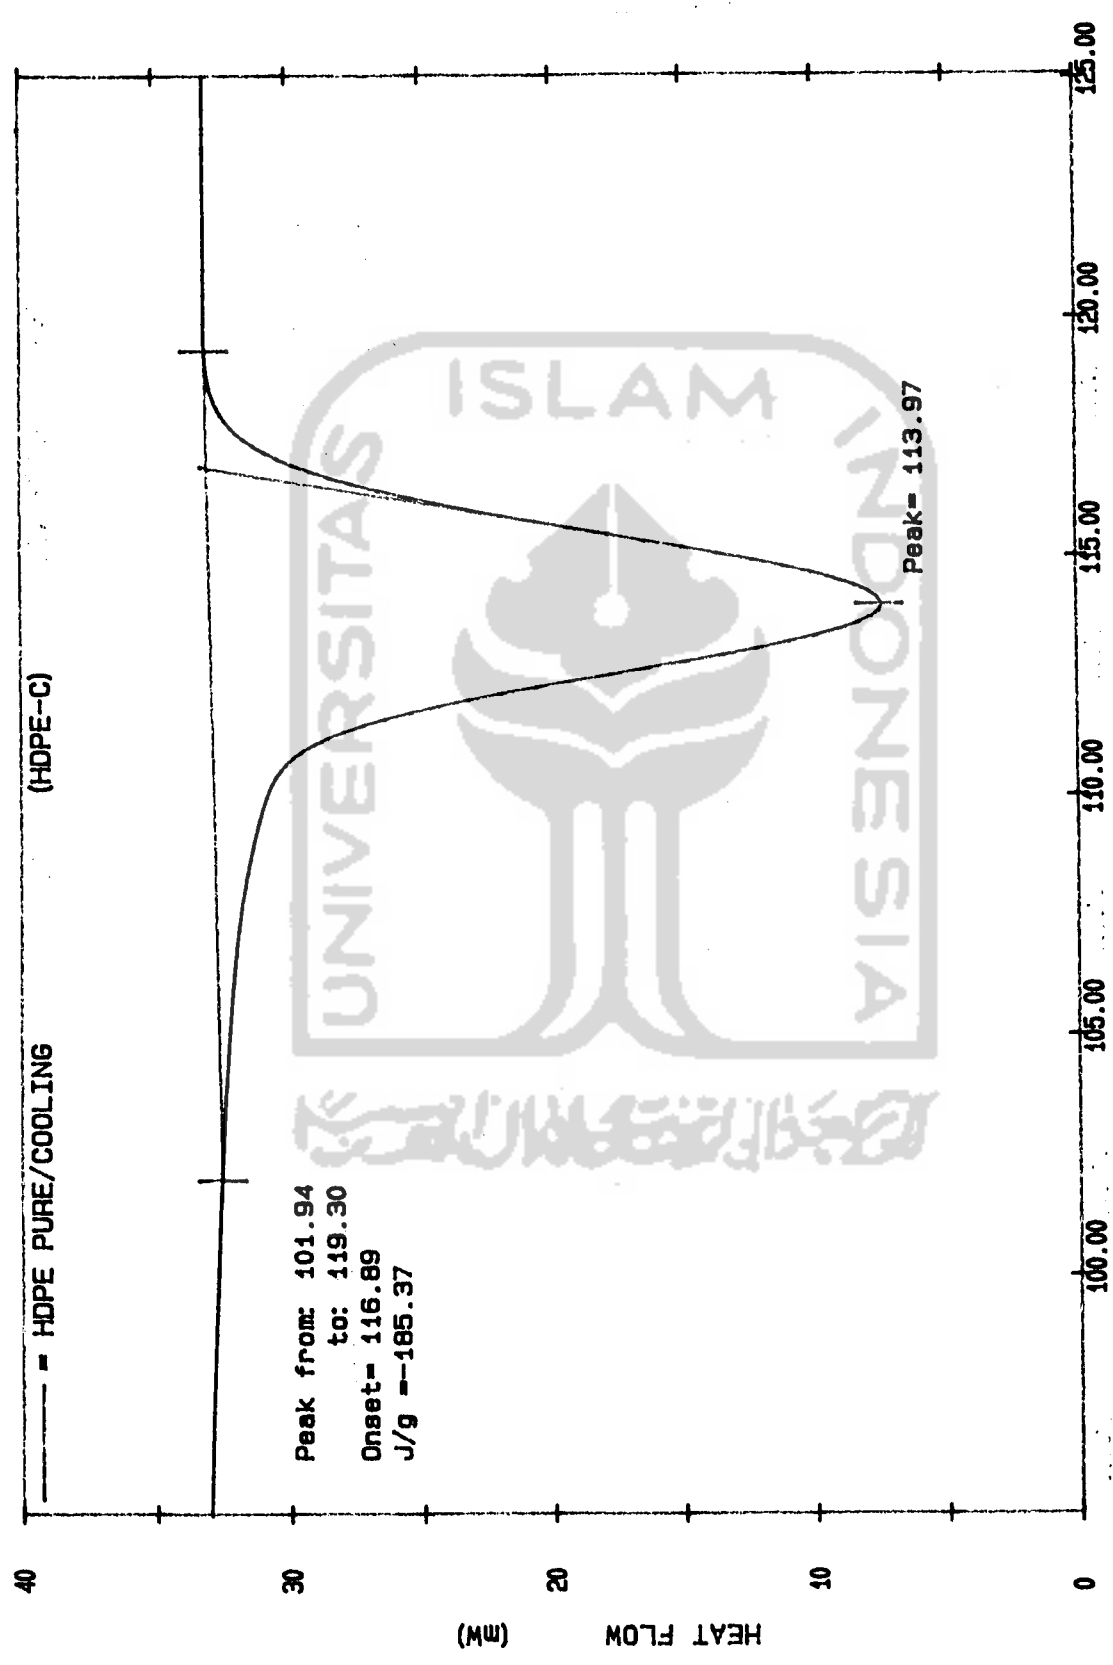 ——— = HDPE PURE/COOLING (HDPE-C)
Peak from: 101.94
to: 119.30
Onset= 116.89
J/g =-185.37
Peak= 113.97
HEAT FLOW (mW)
40
30
20
10
0
100.00
105.00
110.00
115.00
120.00
125.00
UNIVERSITAS
ISLAM
INDONESIA